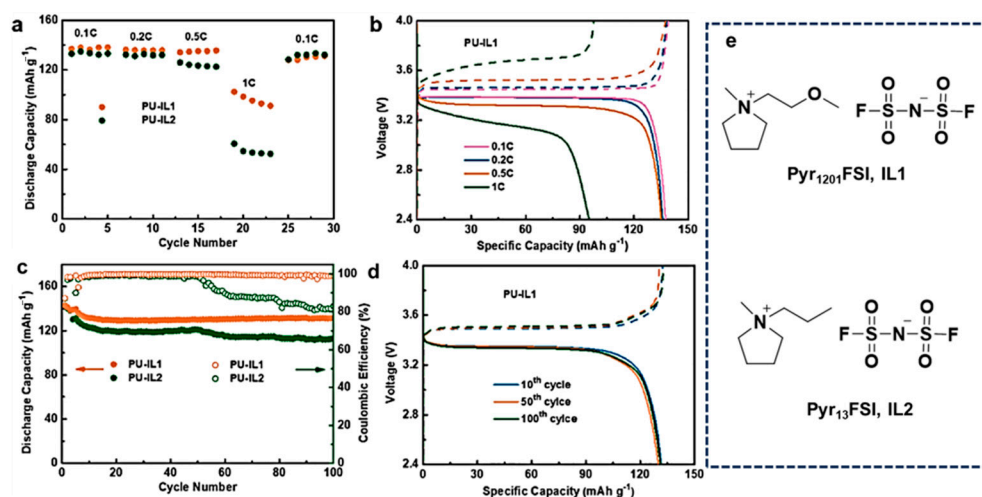 a
160
120
80
40
0
0 5 10 15 20 25 30
0.1C 0.2C 0.5C 1C 0.1C
PU-IL1
PU-IL2
Discharge Capacity (mAh g⁻¹)
Cycle Number
b
4.0
3.6
3.2
2.8
2.4
0 30 60 90 120 150
PU-IL1
0.1C
0.2C
0.5C
1C
Voltage (V)
Specific Capacity (mAh g⁻¹)
c
160
120
80
40
0
0 20 40 60 80 100
100
80
60
40
20
0
PU-IL1 PU-IL1
PU-IL2 PU-IL2
Discharge Capacity (mAh g⁻¹)
Coulombic Efficiency (%)
Cycle Number
d
4.0
3.6
3.2
2.8
2.4
0 30 60 90 120 150
PU-IL1
10th cycle
50th cylce
100th cylce
Voltage (V)
Specific Capacity (mAh g⁻¹)
e
N + O
O O
F-S-N-S-F
−
O O
Pyr₁₂₀₁FSI, IL1
N +
O O
F-S-N-S-F
−
O O
Pyr₁₃FSI, IL2